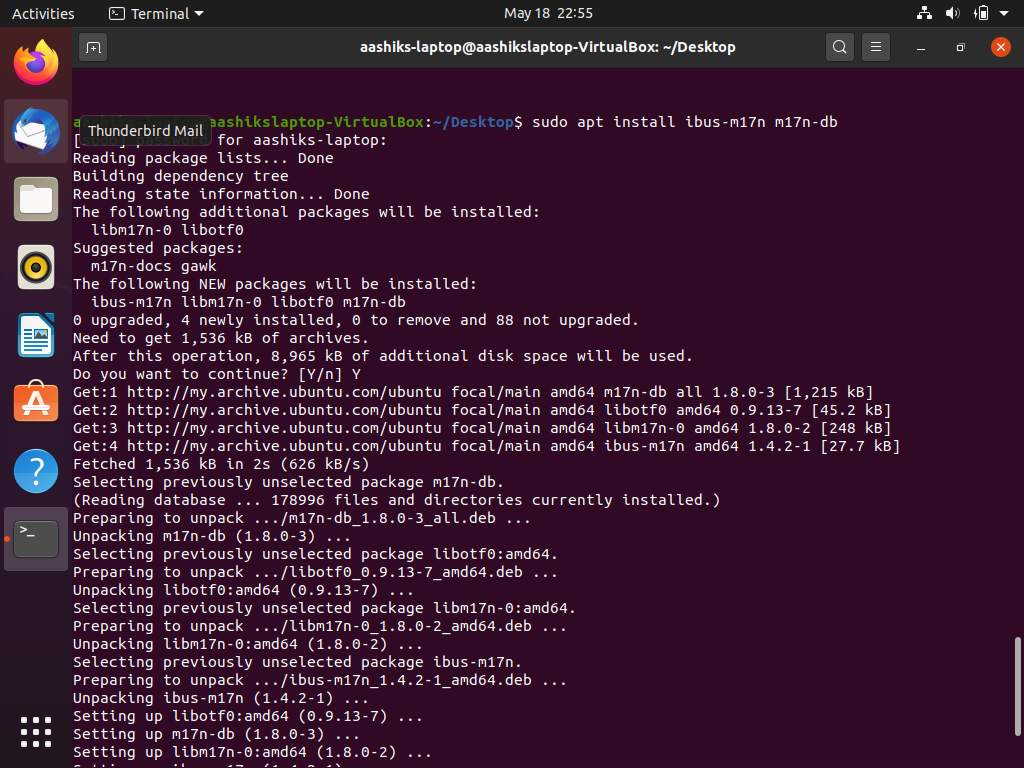 Activities
Terminal
May 18 22:55
aashiks-laptop@aashikslaptop-VirtualBox: ~/Desktop
Thunderbird Mail
aashikslaptop-VirtualBox:~/Desktop$ sudo apt install ibus-m17n m17n-db
[sudo] password for aashiks-laptop:
Reading package lists... Done
Building dependency tree
Reading state information... Done
The following additional packages will be installed:
libm17n-0 libotf0
Suggested packages:
m17n-docs gawk
The following NEW packages will be installed:
ibus-m17n libm17n-0 libotf0 m17n-db
0 upgraded, 4 newly installed, 0 to remove and 88 not upgraded.
Need to get 1,536 kB of archives.
After this operation, 8,965 kB of additional disk space will be used.
Do you want to continue? [Y/n] Y
Get:1 http://my.archive.ubuntu.com/ubuntu focal/main amd64 m17n-db all 1.8.0-3 [1,215 kB]
Get:2 http://my.archive.ubuntu.com/ubuntu focal/main amd64 libotf0 amd64 0.9.13-7 [45.2 kB]
Get:3 http://my.archive.ubuntu.com/ubuntu focal/main amd64 libm17n-0 amd64 1.8.0-2 [248 kB]
Get:4 http://my.archive.ubuntu.com/ubuntu focal/main amd64 ibus-m17n amd64 1.4.2-1 [27.7 kB]
Fetched 1,536 kB in 2s (626 kB/s)
Selecting previously unselected package m17n-db.
(Reading database ... 178996 files and directories currently installed.)
Preparing to unpack .../m17n-db_1.8.0-3_all.deb ...
Unpacking m17n-db (1.8.0-3) ...
Selecting previously unselected package libotf0:amd64.
Preparing to unpack .../libotf0_0.9.13-7_amd64.deb ...
Unpacking libotf0:amd64 (0.9.13-7) ...
Selecting previously unselected package libm17n-0:amd64.
Preparing to unpack .../libm17n-0_1.8.0-2_amd64.deb ...
Unpacking libm17n-0:amd64 (1.8.0-2) ...
Selecting previously unselected package ibus-m17n.
Preparing to unpack .../ibus-m17n_1.4.2-1_amd64.deb ...
Unpacking ibus-m17n (1.4.2-1) ...
Setting up libotf0:amd64 (0.9.13-7) ...
Setting up m17n-db (1.8.0-3) ...
Setting up libm17n-0:amd64 (1.8.0-2) ...